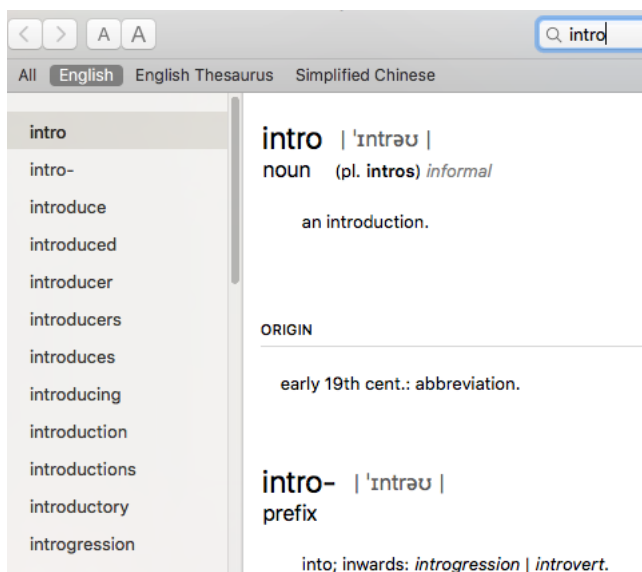 A A
intro
All English English Thesaurus Simplified Chinese
intro
intro-
introduce
introduced
introducer
introducers
introduces
introducing
introduction
introductions
introductory
introgression
intro | ˈɪntrəʊ |
noun (pl. intros) informal
an introduction.
ORIGIN
early 19th cent.: abbreviation.
intro- | ˈɪntrəʊ |
prefix
into; inwards: introgression | introvert.